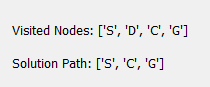 Visited Nodes: ['S', 'D', 'C', 'G']
Solution Path: ['S', 'C', 'G']